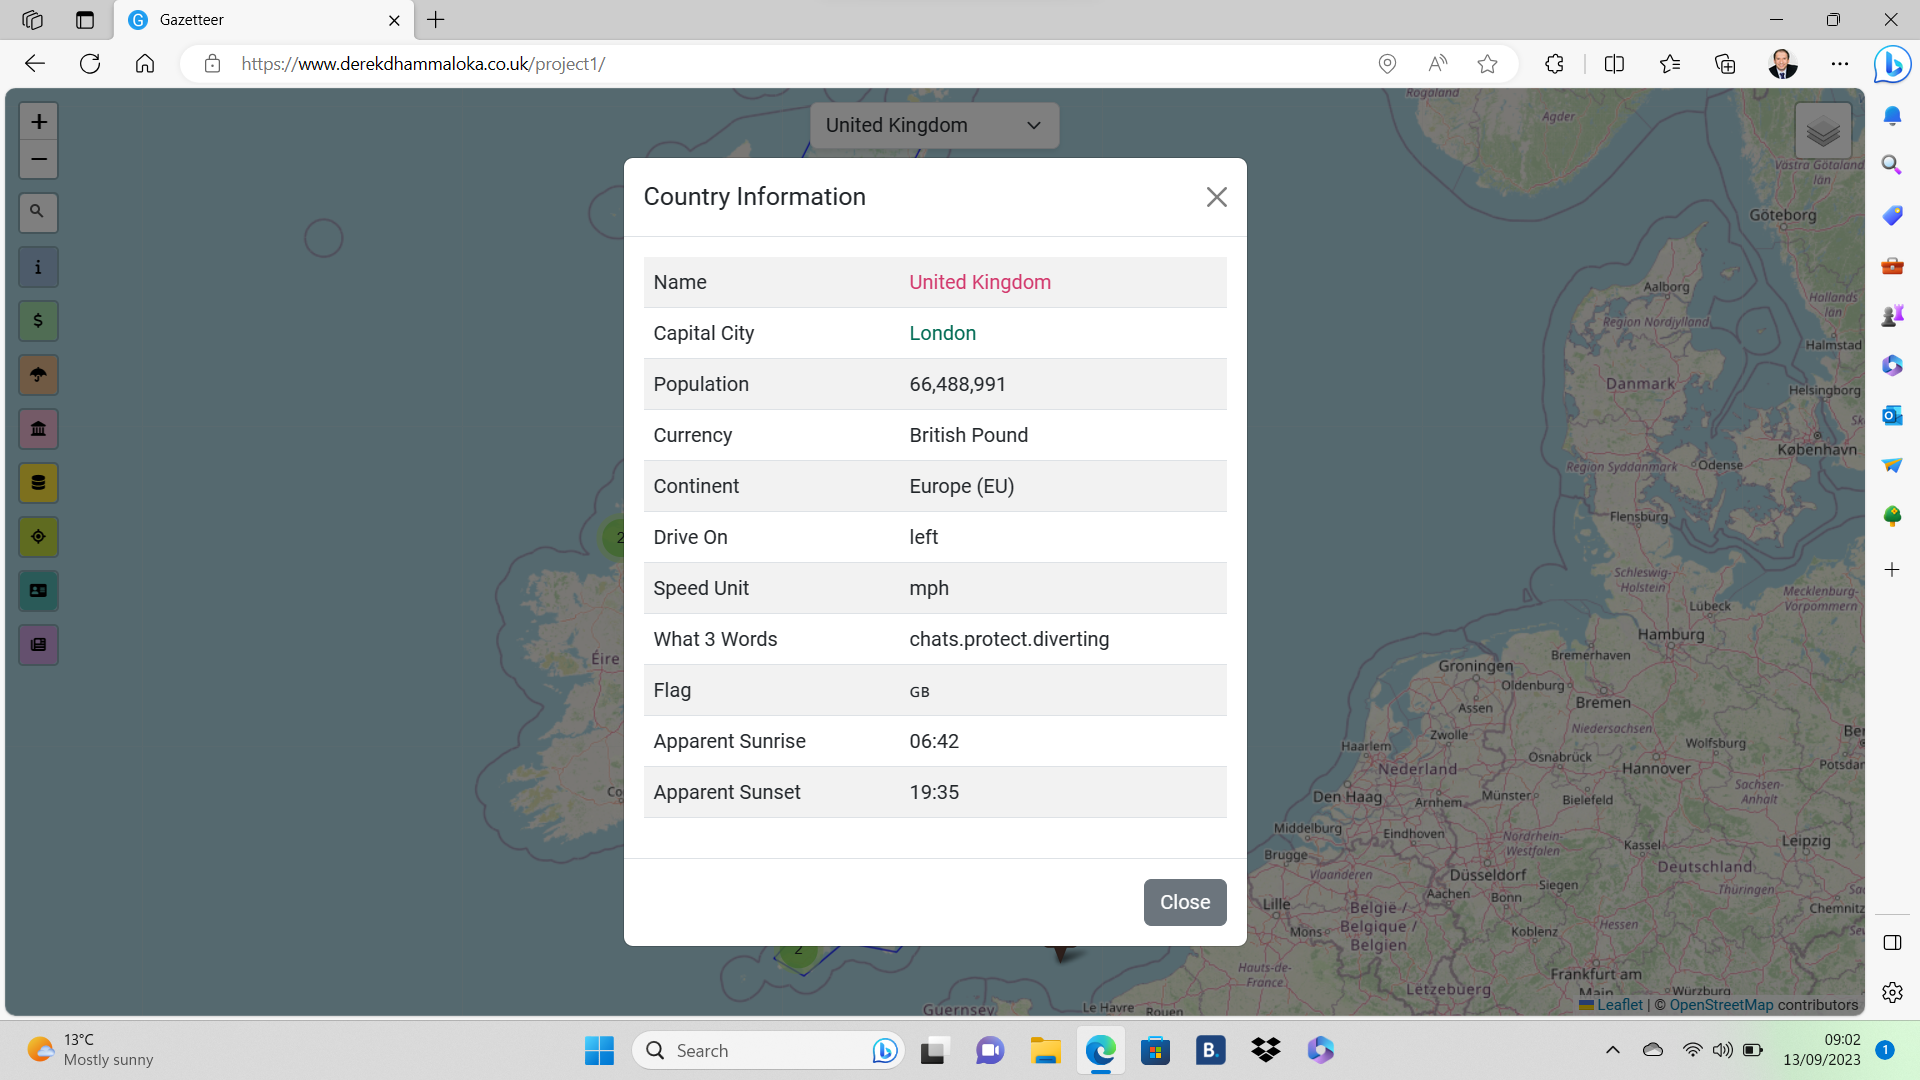 Gazetteer
https://www.derekdhammaloka.co.uk/project1/
United Kingdom
Country Information
Name United Kingdom
Capital City London
Population 66,488,991
Currency British Pound
Continent Europe (EU)
Drive On left
Speed Unit mph
What 3 Words chats.protect.diverting
Flag GB
Apparent Sunrise 06:42
Apparent Sunset 19:35
Close
+
−
i
$
2
Éire
Co
2
Rogaland
Agder
Västra Götalands
län
Göteborg
Aalborg
Region Nordjylland
Hallands
län
Halmstad
Danmark
Helsingborg
København
Region Syddanmark
Odense
Flensburg
Schleswig-
Holstein
Mecklenburg-
Vorpommern
Lübeck
Hamburg
Groningen
Bremerhaven
Oldenburg
Bremen
Assen
Niedersachsen
Haarlem
Zwolle
Wolfsburg
Osnabrück
Hannover
Potsdam
Nederland
Den Haag
Arnhem
Münster
Bielefeld
Sachsen-
Anhalt
Middelburg
Eindhoven
Nordrhein-
Westfalen
Kassel
Leipzig
Brugge
Vlaanderen
Düsseldorf
Deutschland
Aachen
Bonn
Siegen
Thüringen
Lille
België /
Belgique /
Belgien
Mons
Koblenz
Hessen
Chemnitz
Hauts-de-
France
Frankfurt am
Main
Lëtzebuerg
Würzburg
Guernsey
Le Havre
Rouen
Leaflet | © OpenStreetMap contributors
13°C
Mostly sunny
Search
B.
09:02
13/09/2023
1